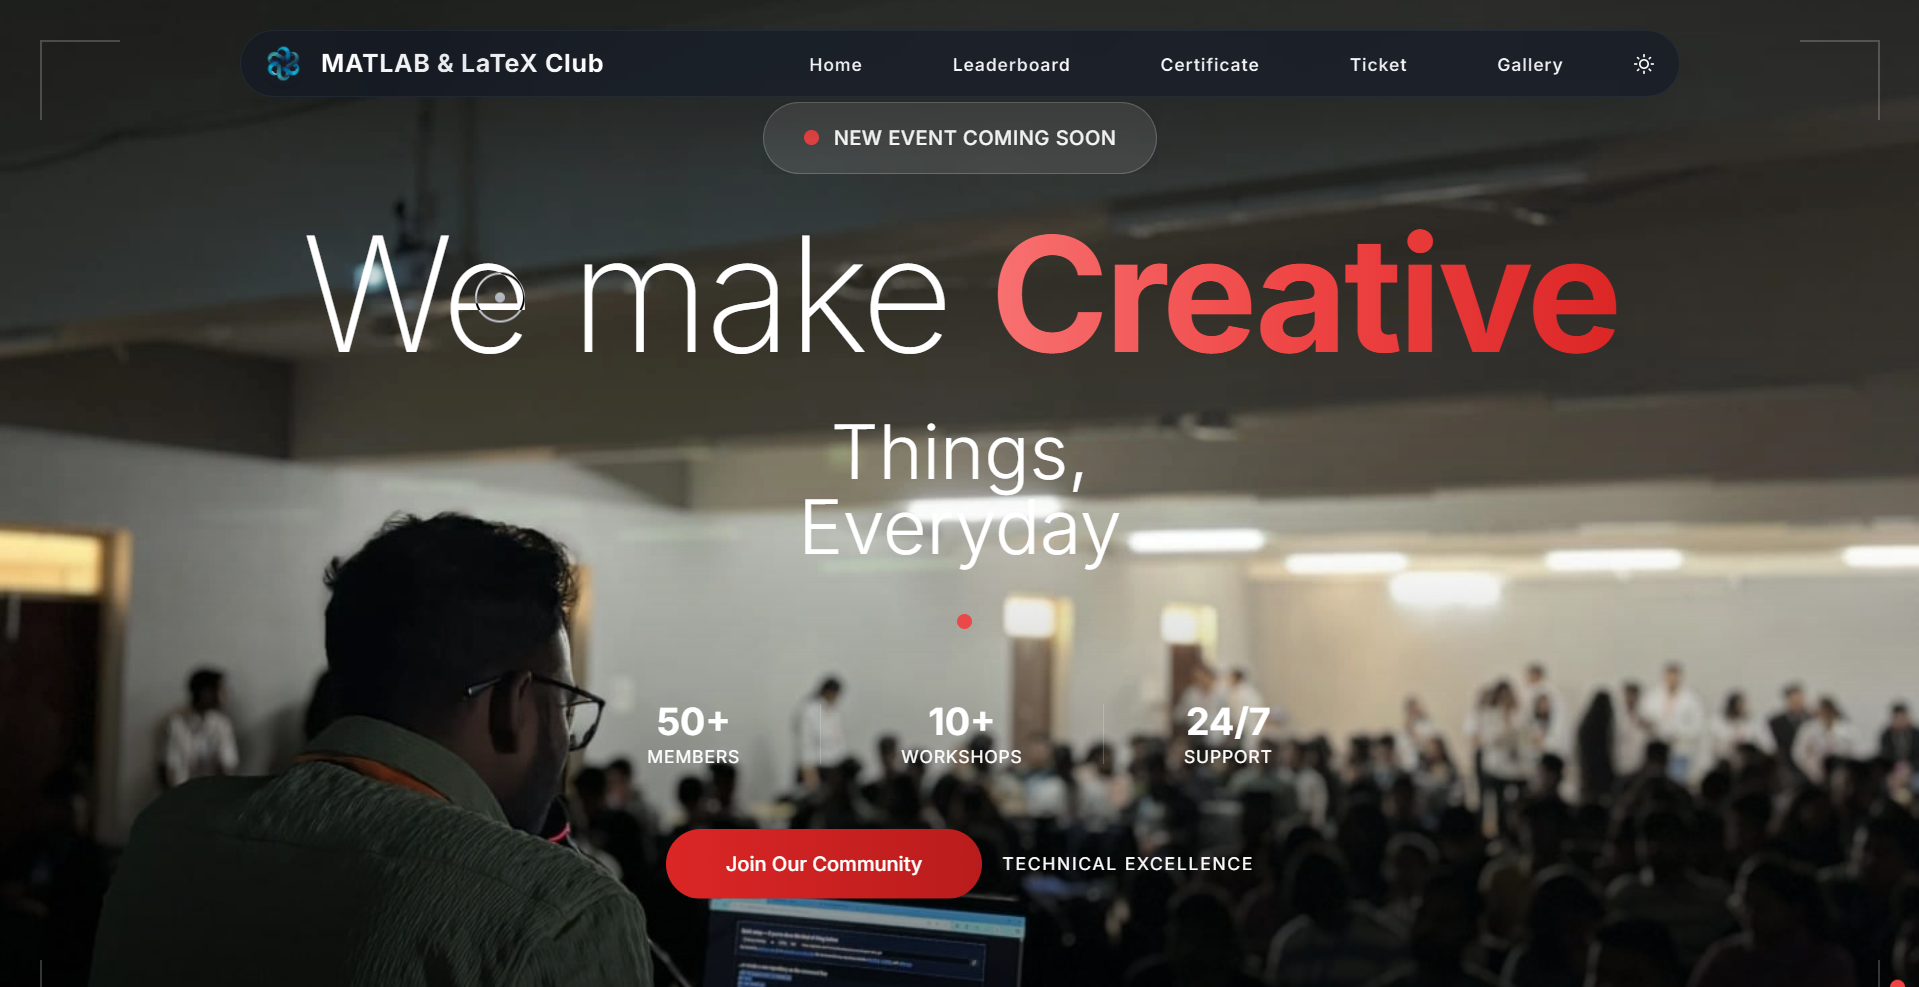 MATLAB & LaTeX Club
Home Leaderboard Certificate Ticket Gallery
NEW EVENT COMING SOON
We make Creative
Things,
Everyday
50+ 10+ 24/7
MEMBERS WORKSHOPS SUPPORT
Join Our Community TECHNICAL EXCELLENCE